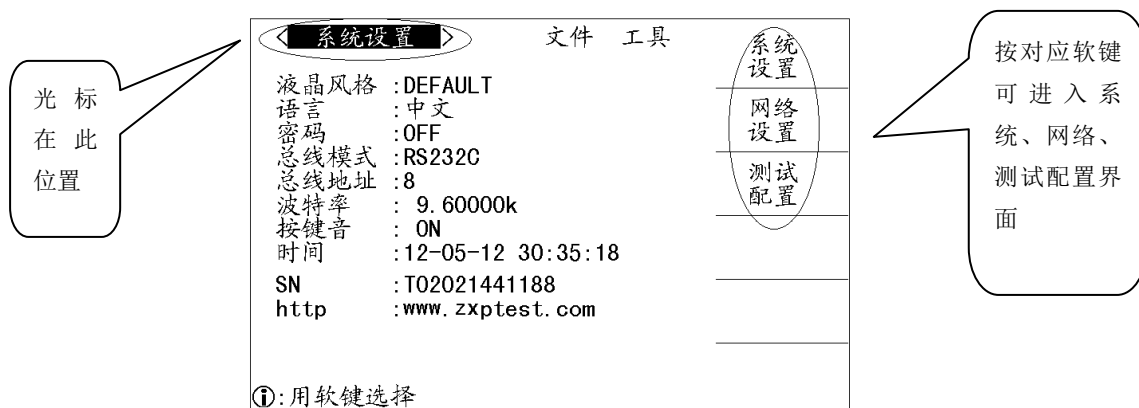 光标
在此
位置
<系统设置> 文件 工具
液晶风格 :DEFAULT
语言 :中文
密码 :OFF
总线模式 :RS232C
总线地址 :8
波特率 : 9.60000k
按键音 : ON
时间 :12-05-12 30:35:18
SN :T02021441188
http :www.zxptest.com
①:用软键选择
系统
设置
网络
设置
测试
配置
按对应软键
可进入系
统、网络、
测试配置界
面